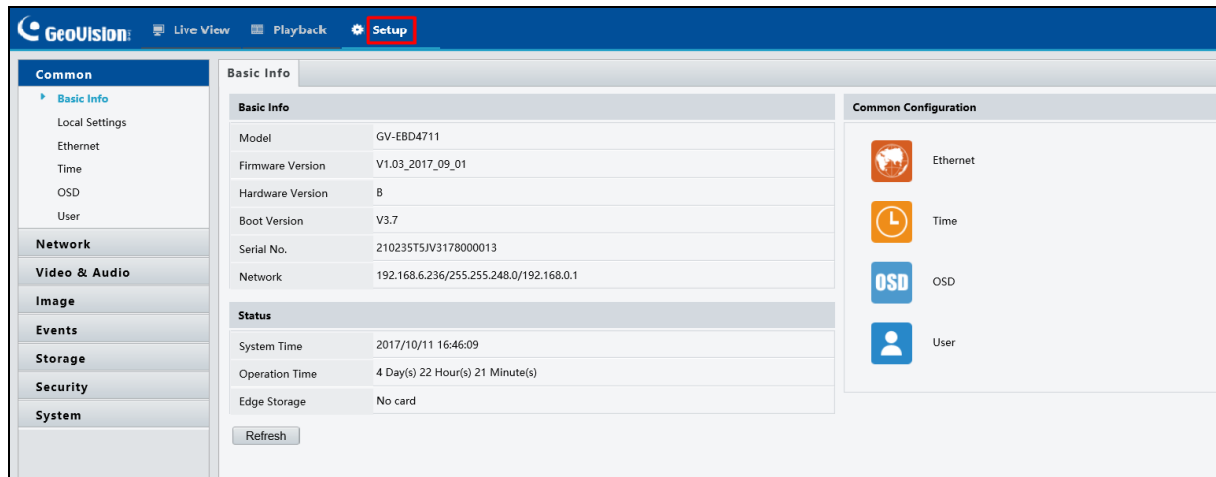 GeoVision Live View Playback Setup
Common
Basic Info
Local Settings
Ethernet
Time
OSD
User
Network
Video & Audio
Image
Events
Storage
Security
System
Basic Info
Basic Info
Model GV-EBD4711
Firmware Version V1.03_2017_09_01
Hardware Version B
Boot Version V3.7
Serial No. 210235T5JV3178000013
Network 192.168.6.236/255.255.248.0/192.168.0.1
Status
System Time 2017/10/11 16:46:09
Operation Time 4 Day(s) 22 Hour(s) 21 Minute(s)
Edge Storage No card
Refresh
Common Configuration
Ethernet
Time
OSD OSD
User